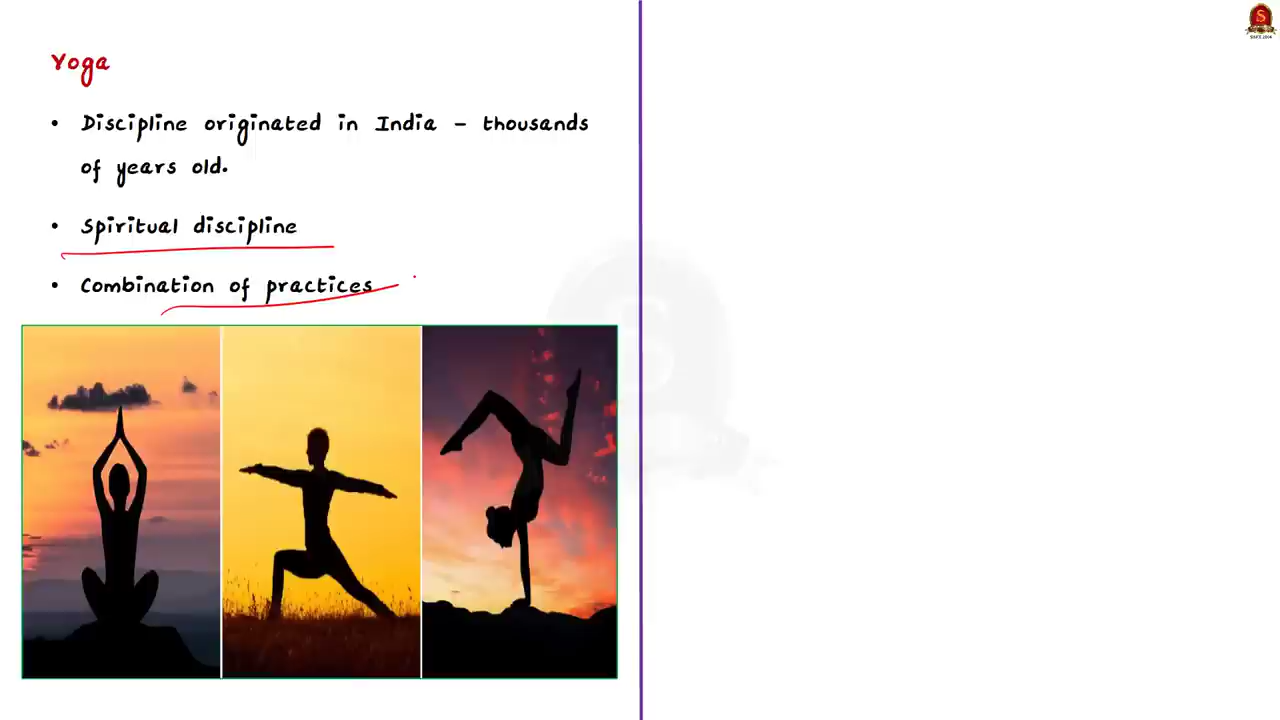 Yoga
• Discipline originated in India – thousands
of years old.
• Spiritual discipline
• Combination of practices
S
S